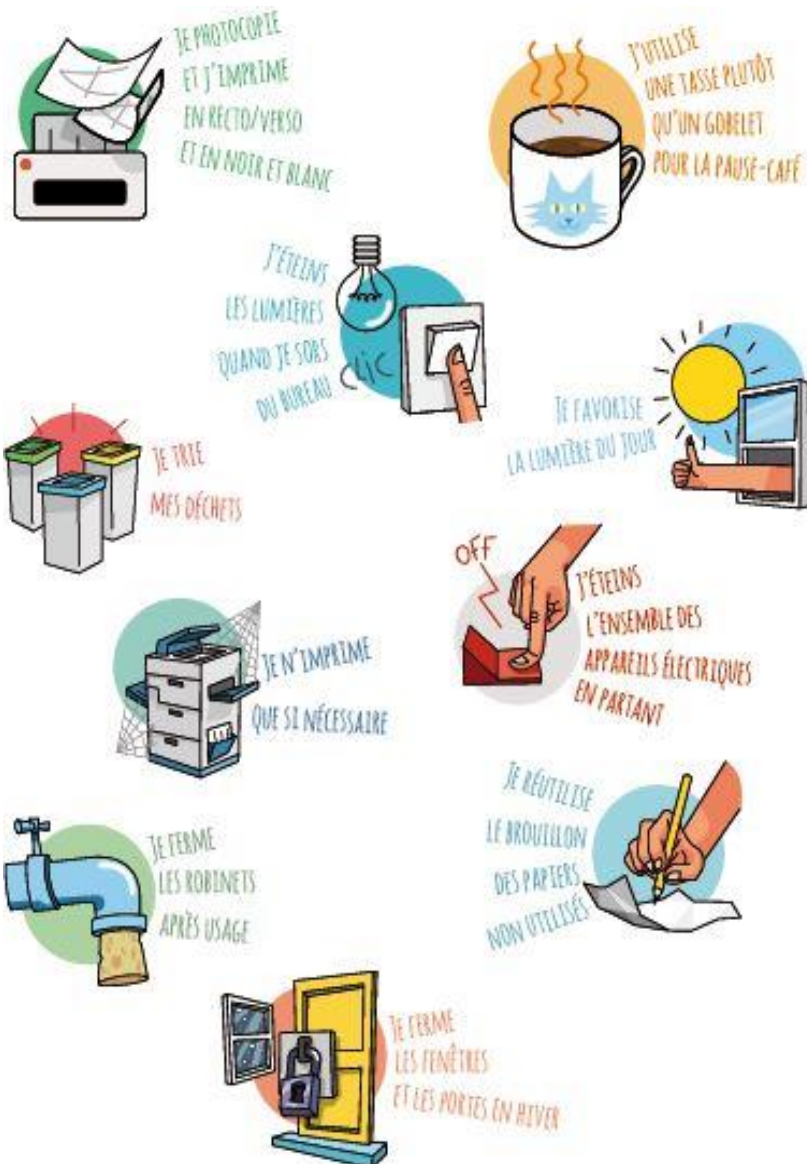 JE PHOTOCOPIE
ET J'IMPRIME
EN RECTO/VERSO
ET EN NOIR ET BLANC
J'UTILISE
UNE TASSE PLUTÔT
QU'UN GOBELET
POUR LA PAUSE-CAFÉ
J'ÉTEINS
LES LUMIÈRES
QUAND JE SORS
DU BUREAU
CLIC
JE FAVORISE
LA LUMIÈRE DU JOUR
JE TRIE
MES DÉCHETS
OFF
J'ÉTEINS
L'ENSEMBLE DES
APPAREILS ÉLECTRIQUES
EN PARTANT
JE N'IMPRIME
QUE SI NÉCESSAIRE
JE RÉUTILISE
LE BROUILLON
DES PAPIERS
NON UTILISÉS
JE FERME
LES ROBINETS
APRÈS USAGE
JE FERME
LES FENÊTRES
ET LES PORTES EN HIVER